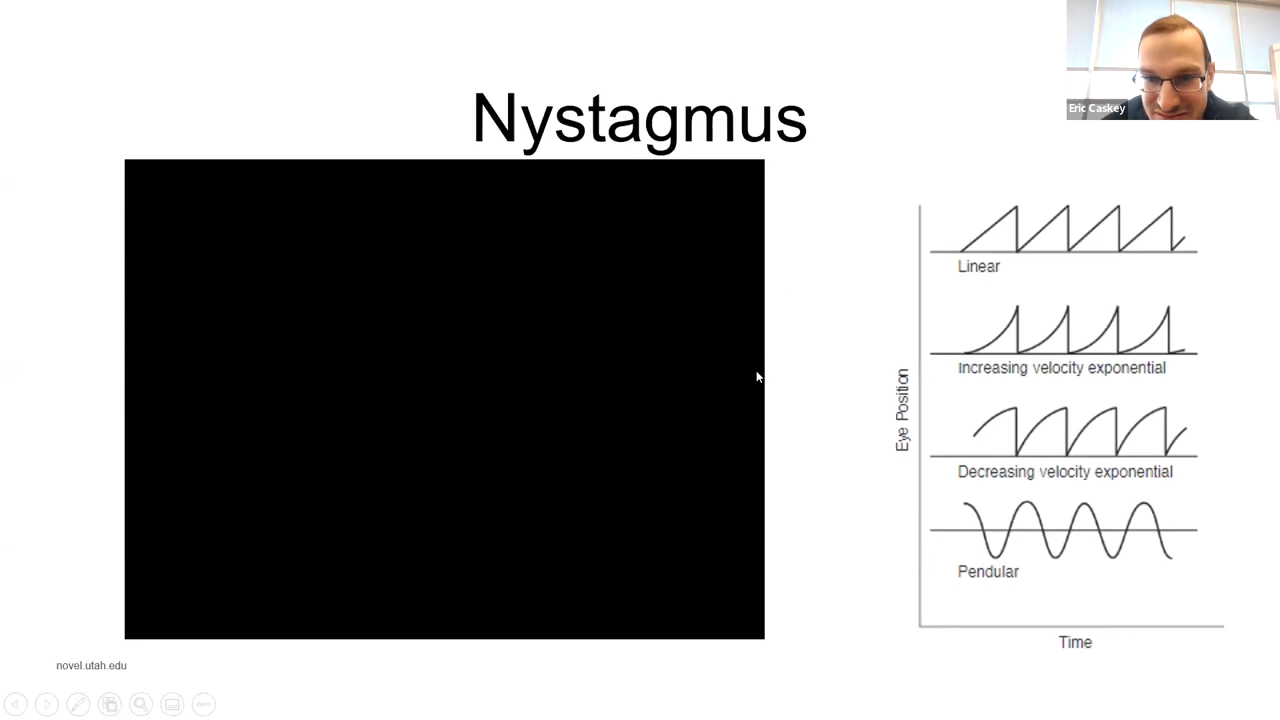 Nystagmus
Eric Caskey
Linear
Increasing velocity exponential
Eye Position
Decreasing velocity exponential
Pendular
Time
novel.utah.edu